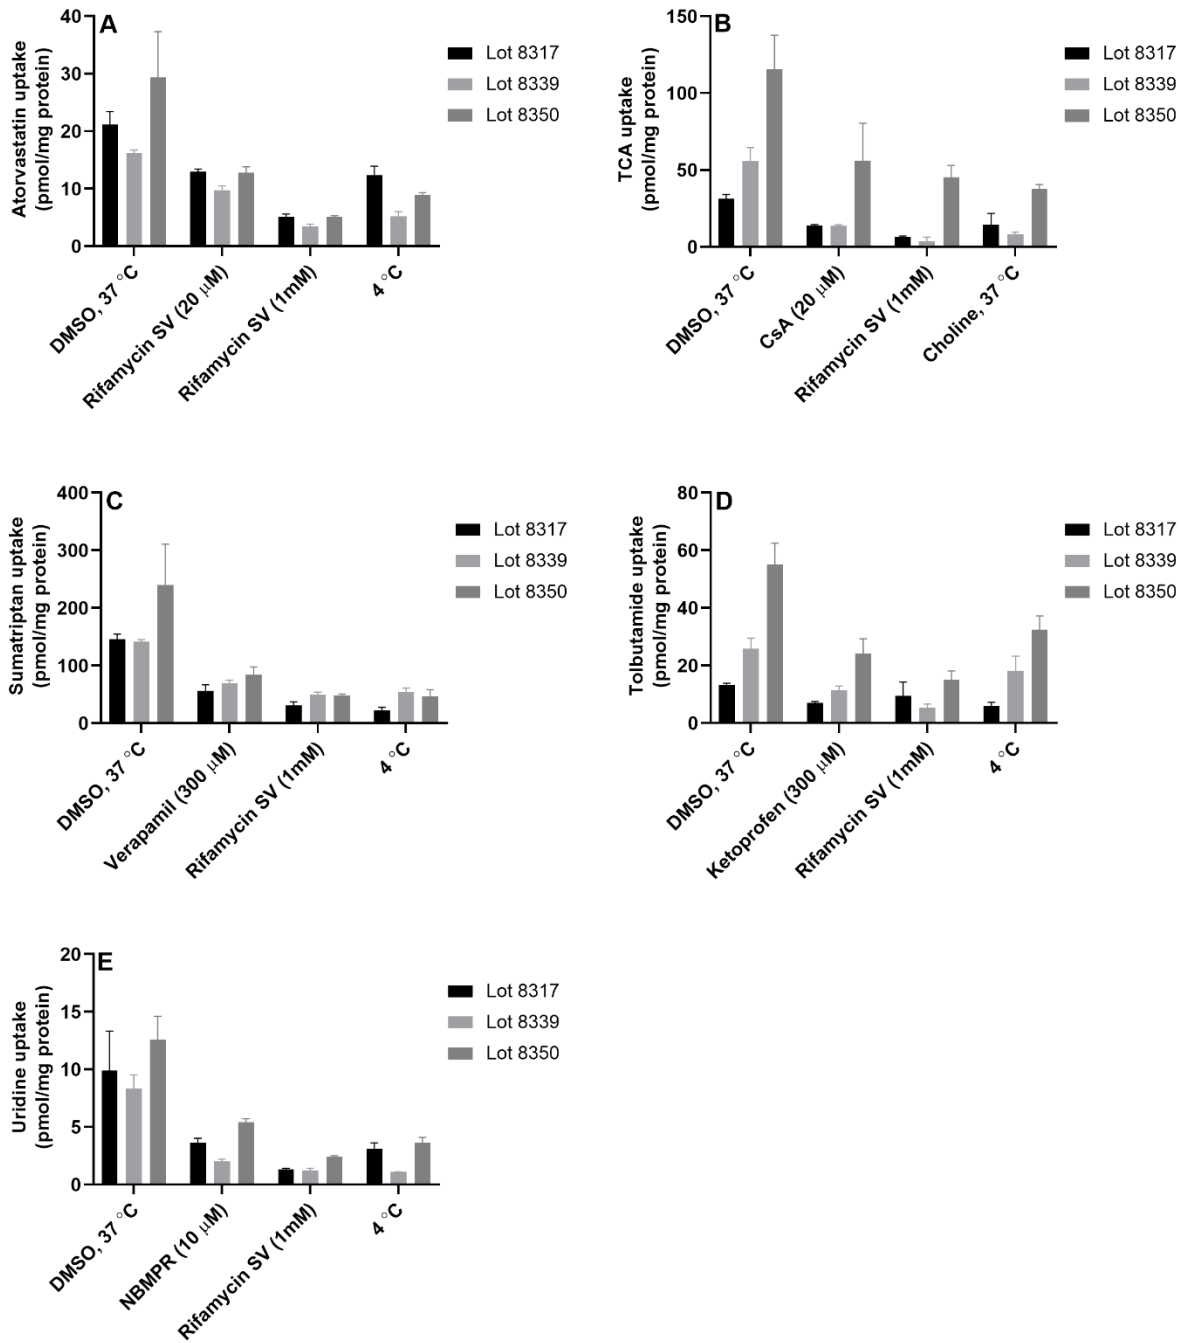 A
Atorvastatin uptake
(pmol/mg protein)
40
30
20
10
0
DMSO, 37 °C
Rifamycin SV (20 μM)
Rifamycin SV (1mM)
4 °C
Lot 8317
Lot 8339
Lot 8350
B
TCA uptake
(pmol/mg protein)
150
100
50
0
DMSO, 37 °C
CsA (20 μM)
Rifamycin SV (1mM)
Choline, 37 °C
Lot 8317
Lot 8339
Lot 8350
C
Sumatriptan uptake
(pmol/mg protein)
400
300
200
100
0
DMSO, 37 °C
Verapamil (300 μM)
Rifamycin SV (1mM)
4 °C
Lot 8317
Lot 8339
Lot 8350
D
Tolbutamide uptake
(pmol/mg protein)
80
60
40
20
0
DMSO, 37 °C
Ketoprofen (300 μM)
Rifamycin SV (1mM)
4 °C
Lot 8317
Lot 8339
Lot 8350
E
Uridine uptake
(pmol/mg protein)
20
15
10
5
0
DMSO, 37 °C
NBMPR (10 μM)
Rifamycin SV (1mM)
4 °C
Lot 8317
Lot 8339
Lot 8350